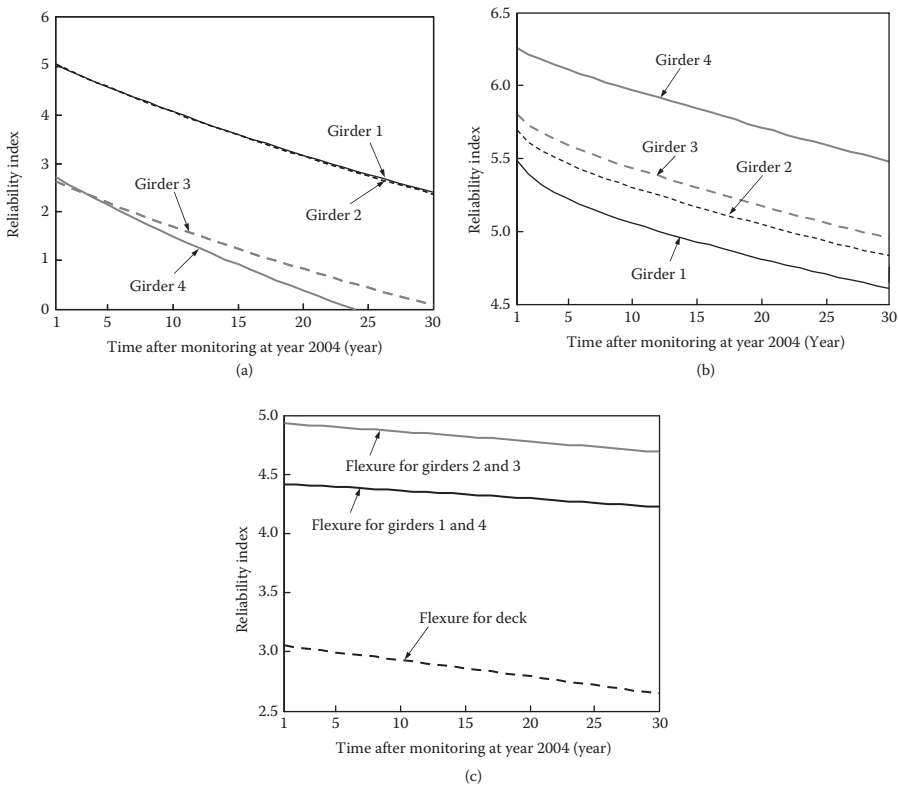 6
5
4
3
2
1
0
Reliability index
Girder 1
Girder 3
Girder 2
Girder 4
1 5 10 15 20 25 30
Time after monitoring at year 2004 (year)
(a)
6.5
6.0
5.5
5.0
4.5
Reliability index
Girder 4
Girder 3
Girder 2
Girder 1
1 5 10 15 20 25 30
Time after monitoring at year 2004 (Year)
(b)
5.0
4.5
4.0
3.5
3.0
2.5
Reliability index
Flexure for girders 2 and 3
Flexure for girders 1 and 4
Flexure for deck
1 5 10 15 20 25 30
Time after monitoring at year 2004 (year)
(c)